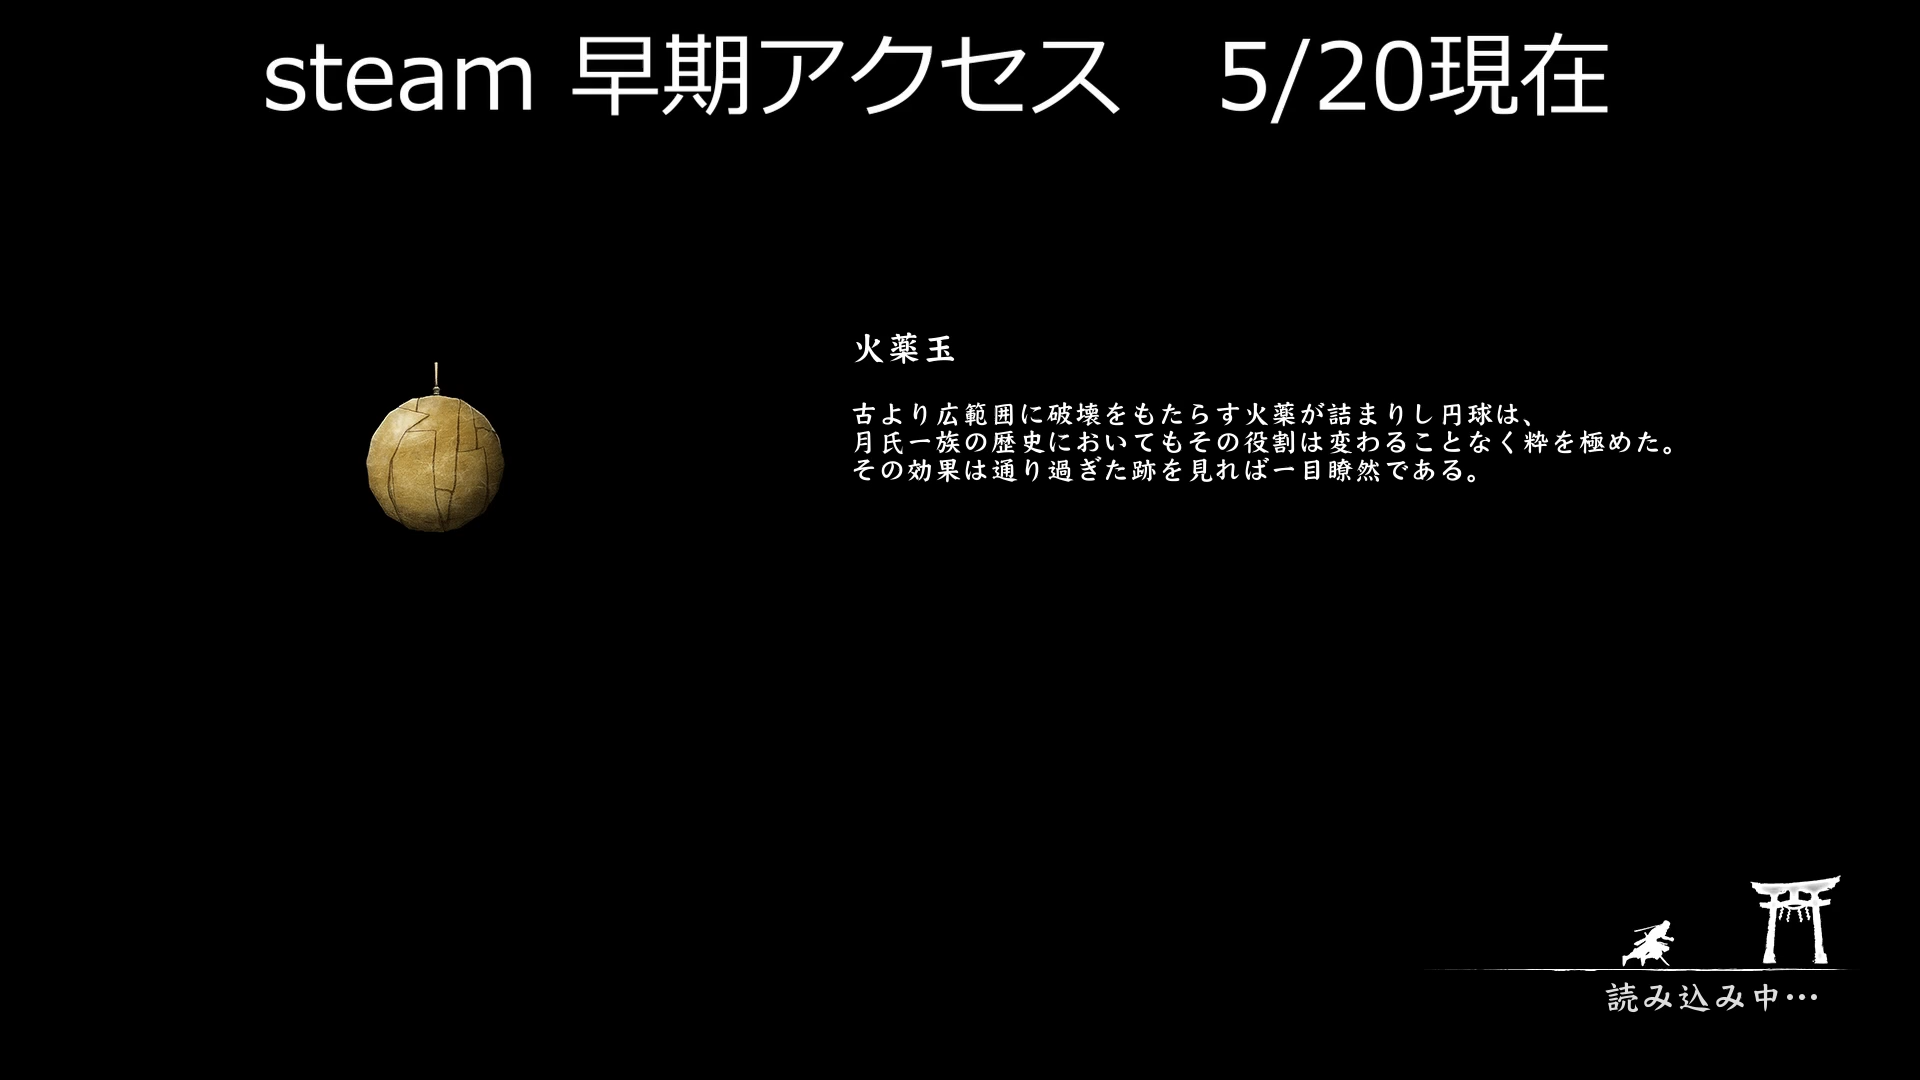 steam 早期アクセス　5/20現在
火薬玉
古より広範囲に破壊をもたらす火薬が詰まりし円球は、
月氏一族の歴史においてもその役割は変わることなく粋を極めた。
その効果は通り過ぎた跡を見れば一目瞭然である。
読み込み中…